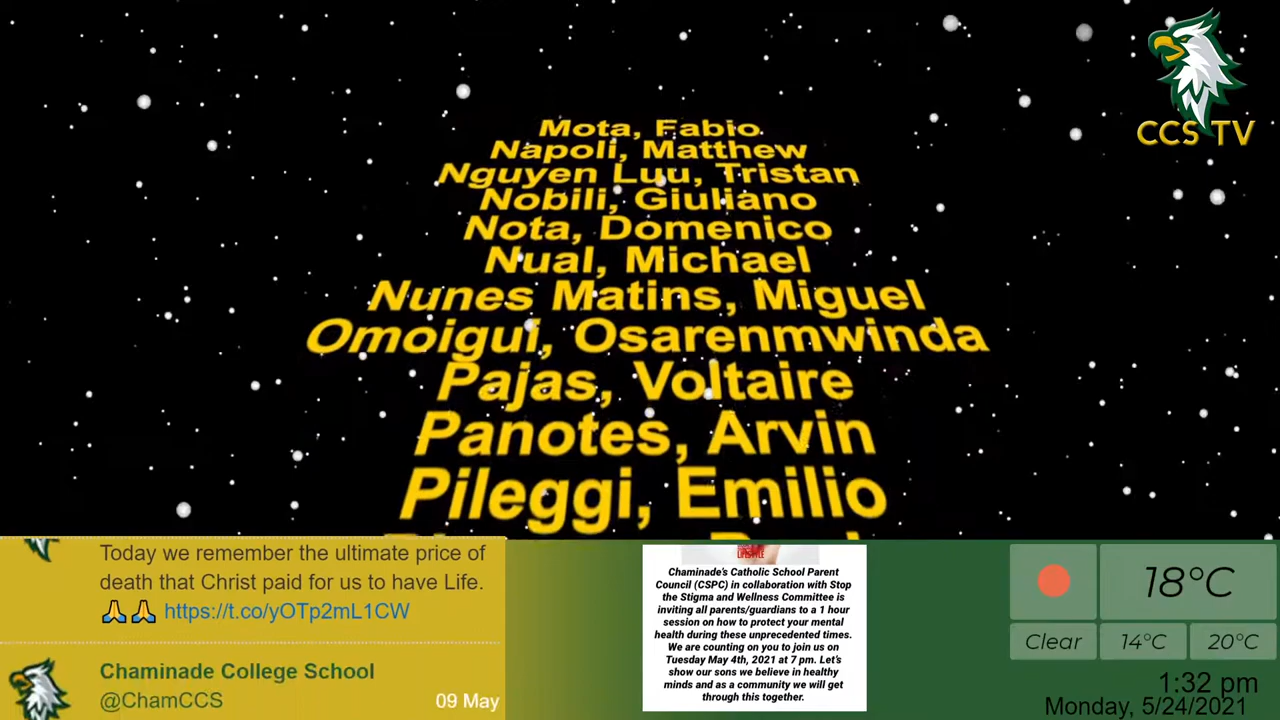 CCS TV
Mota, Fabio
Napoli, Matthew
Nguyen Luu, Tristan
Nobili, Giuliano
Nota, Domenico
Nual, Michael
Nunes Matins, Miguel
Omoigui, Osarenmwinda
Pajas, Voltaire
Panotes, Arvin
Pileggi, Emilio
Today we remember the ultimate price of
death that Christ paid for us to have Life.
🙏🙏 https://t.co/yOTp2mL1CW
Chaminade College School
@ChamCCS
09 May
LIFESTYLE
Chaminade's Catholic School Parent
Council (CSPC) in collaboration with Stop
the Stigma and Wellness Committee is
inviting all parents/guardians to a 1 hour
session on how to protect your mental
health during these unprecedented times.
We are counting on you to join us on
Tuesday May 4th, 2021 at 7 pm. Let's
show our sons we believe in healthy
minds and as a community we will get
through this together.
18°C
Clear
14°C
20°C
1:32 pm
Monday, 5/24/2021